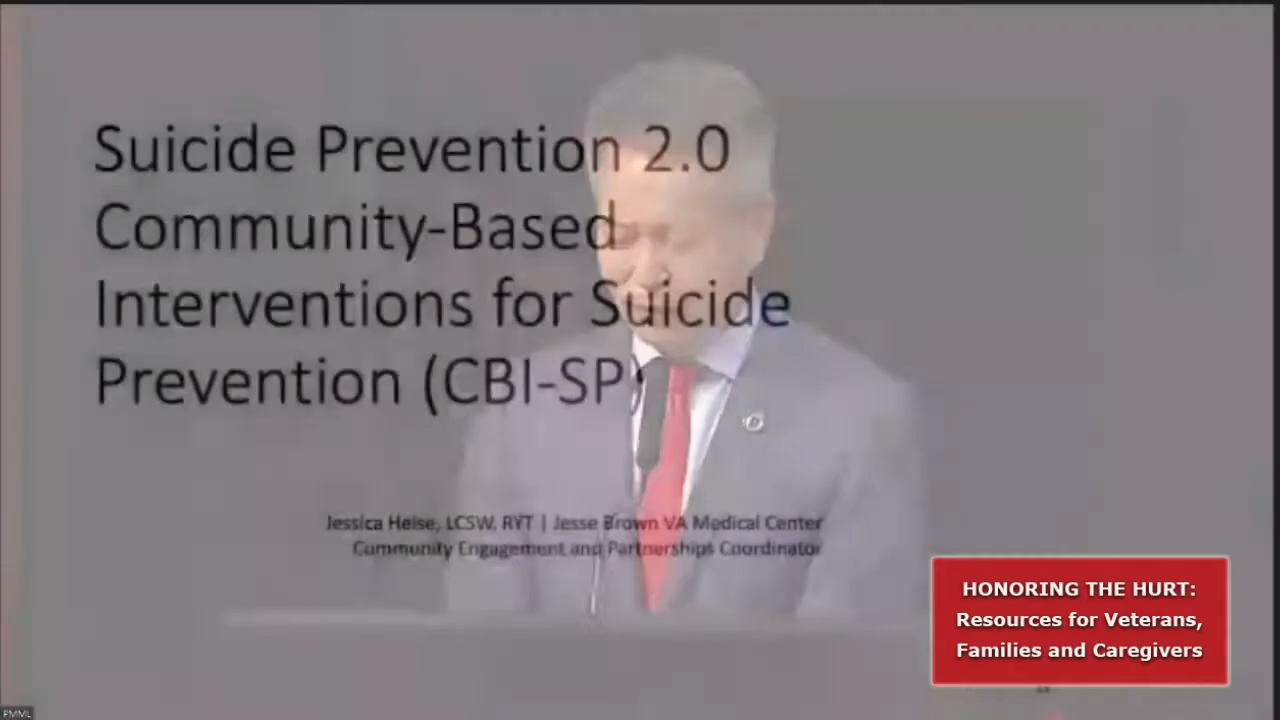 Suicide Prevention 2.0
Community-Based
Interventions for Suicide
Prevention (CBI-SP)
Jessica Heise, LCSW, RYT | Jesse Brown VA Medical Center
Community Engagement and Partnerships Coordinator
HONORING THE HURT:
Resources for Veterans,
Families and Caregivers
PMML